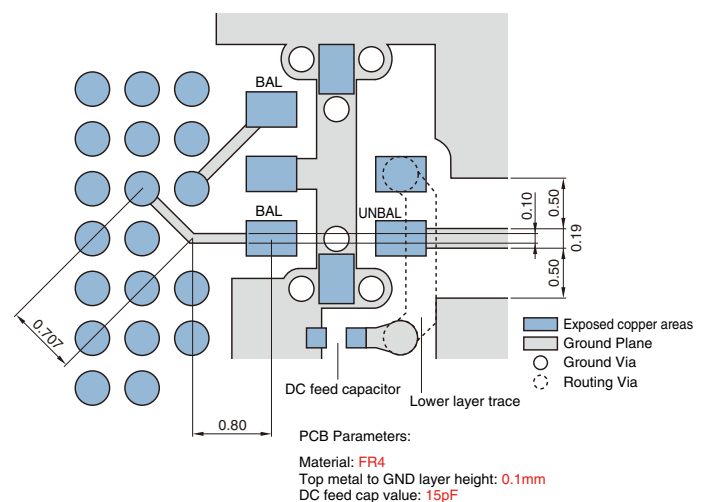 BAL
BAL
UNBAL
0.10
0.50
0.19
0.50
0.707
0.80
DC feed capacitor
Lower layer trace
Exposed copper areas
Ground Plane
Ground Via
Routing Via
PCB Parameters:
Material: FR4
Top metal to GND layer height: 0.1mm
DC feed cap value: 15pF